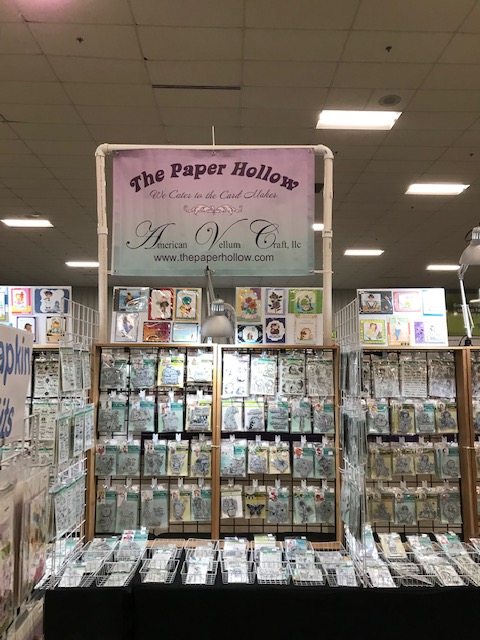 The Paper Hollow
We Cater to the Card Maker
American Vellum Craft, llc
www.thepaperhollow.com